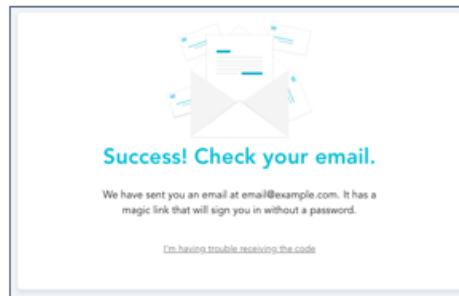 Success! Check your email.
We have sent you an email at email@example.com. It has a
magic link that will sign you in without a password.
I'm having trouble receiving the code